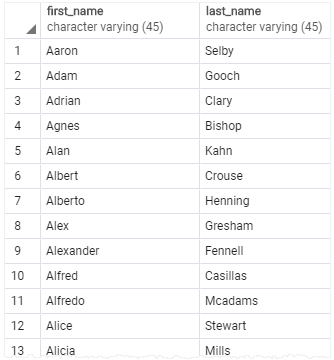 first_name last_name
character varying (45) character varying (45)
1 Aaron Selby
2 Adam Gooch
3 Adrian Clary
4 Agnes Bishop
5 Alan Kahn
6 Albert Crouse
7 Alberto Henning
8 Alex Gresham
9 Alexander Fennell
10 Alfred Casillas
11 Alfredo Mcadams
12 Alice Stewart
13 Alicia Mills